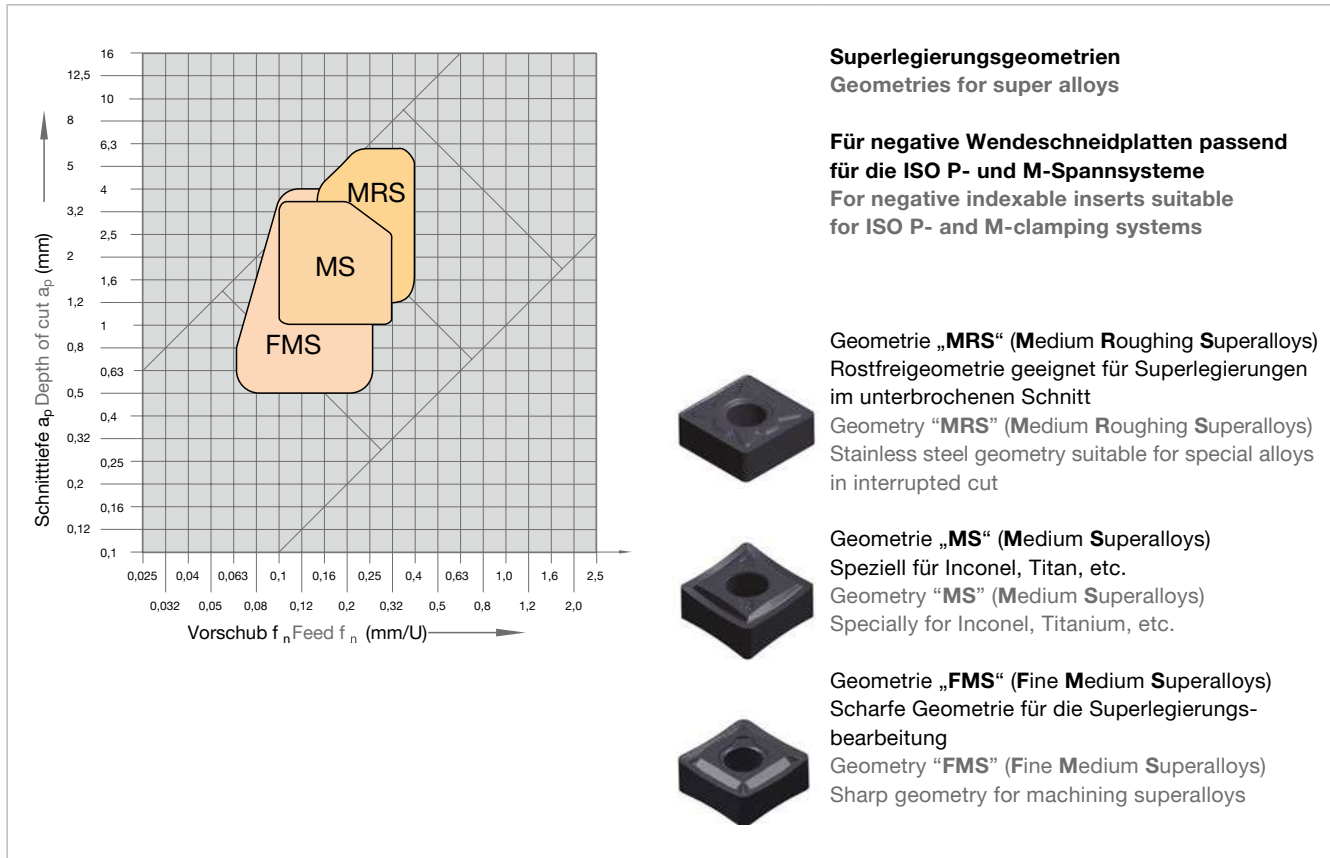 16
12,5
10
8
6,3
5
4
3,2
2,5
2
1,6
1,2
1
0,8
0,63
0,5
0,4
0,32
0,25
0,2
0,16
0,12
0,1
Schnitttiefe aₚ Depth of cut aₚ (mm)
MRS
MS
FMS
0,025 0,04 0,063 0,1 0,16 0,25 0,4 0,63 1,0 1,6 2,5
0,032 0,05 0,08 0,12 0,2 0,32 0,5 0,8 1,2 2,0
Vorschub f n Feed f n (mm/U)
Superlegierungsgeometrien
Geometries for super alloys
Für negative Wendeschneidplatten passend
für die ISO P- und M-Spannsysteme
For negative indexable inserts suitable
for ISO P- and M-clamping systems
Geometrie „MRS“ (Medium Roughing Superalloys)
Rostfreigeometrie geeignet für Superlegierungen
im unterbrochenen Schnitt
Geometry “MRS” (Medium Roughing Superalloys)
Stainless steel geometry suitable for special alloys
in interrupted cut
Geometrie „MS“ (Medium Superalloys)
Speziell für Inconel, Titan, etc.
Geometry “MS” (Medium Superalloys)
Specially for Inconel, Titanium, etc.
Geometrie „FMS“ (Fine Medium Superalloys)
Scharfe Geometrie für die Superlegierungs-
bearbeitung
Geometry “FMS” (Fine Medium Superalloys)
Sharp geometry for machining superalloys